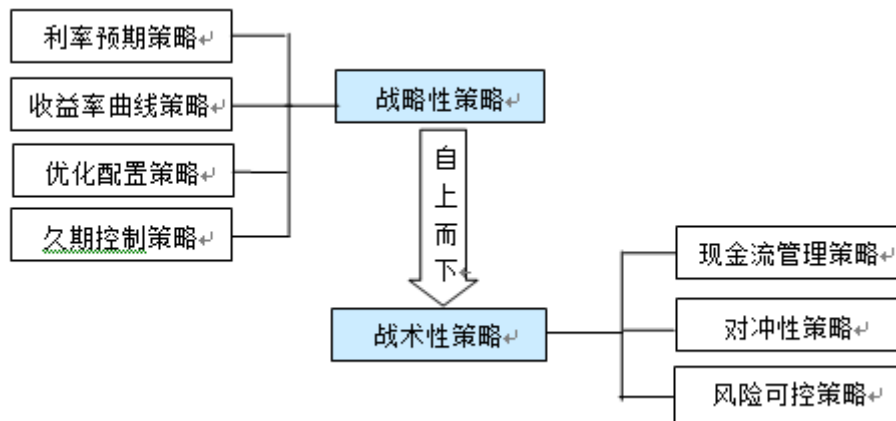 利率预期策略
收益率曲线策略
优化配置策略
久期控制策略
战略性策略
自
上
而
下
战术性策略
现金流管理策略
对冲性策略
风险可控策略